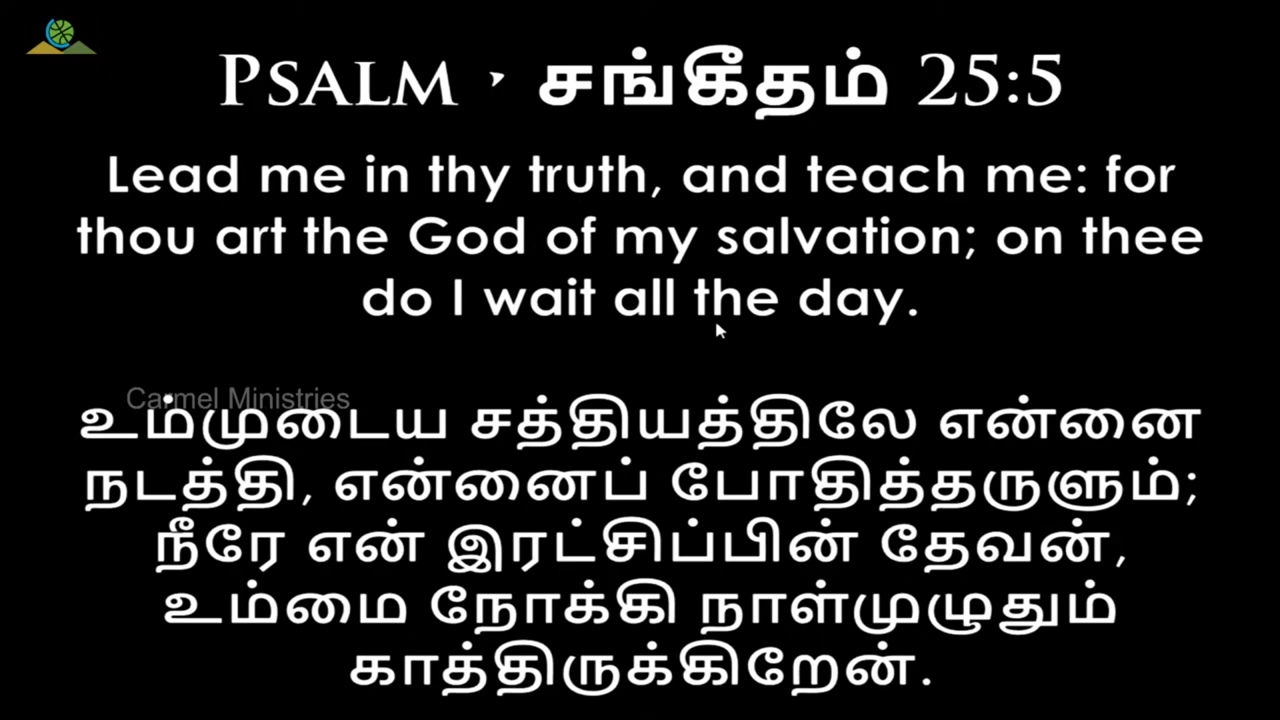 PSALM · சங்கீதம் 25:5
Lead me in thy truth, and teach me: for
thou art the God of my salvation; on thee
do I wait all the day.
Carmel Ministries
உம்முடைய சத்தியத்திலே என்னை
நடத்தி, என்னைப் போதித்தருளும்;
நீரே என் இரட்சிப்பின் தேவன்,
உம்மை நோக்கி நாள்முழுதும்
காத்திருக்கிறேன்.